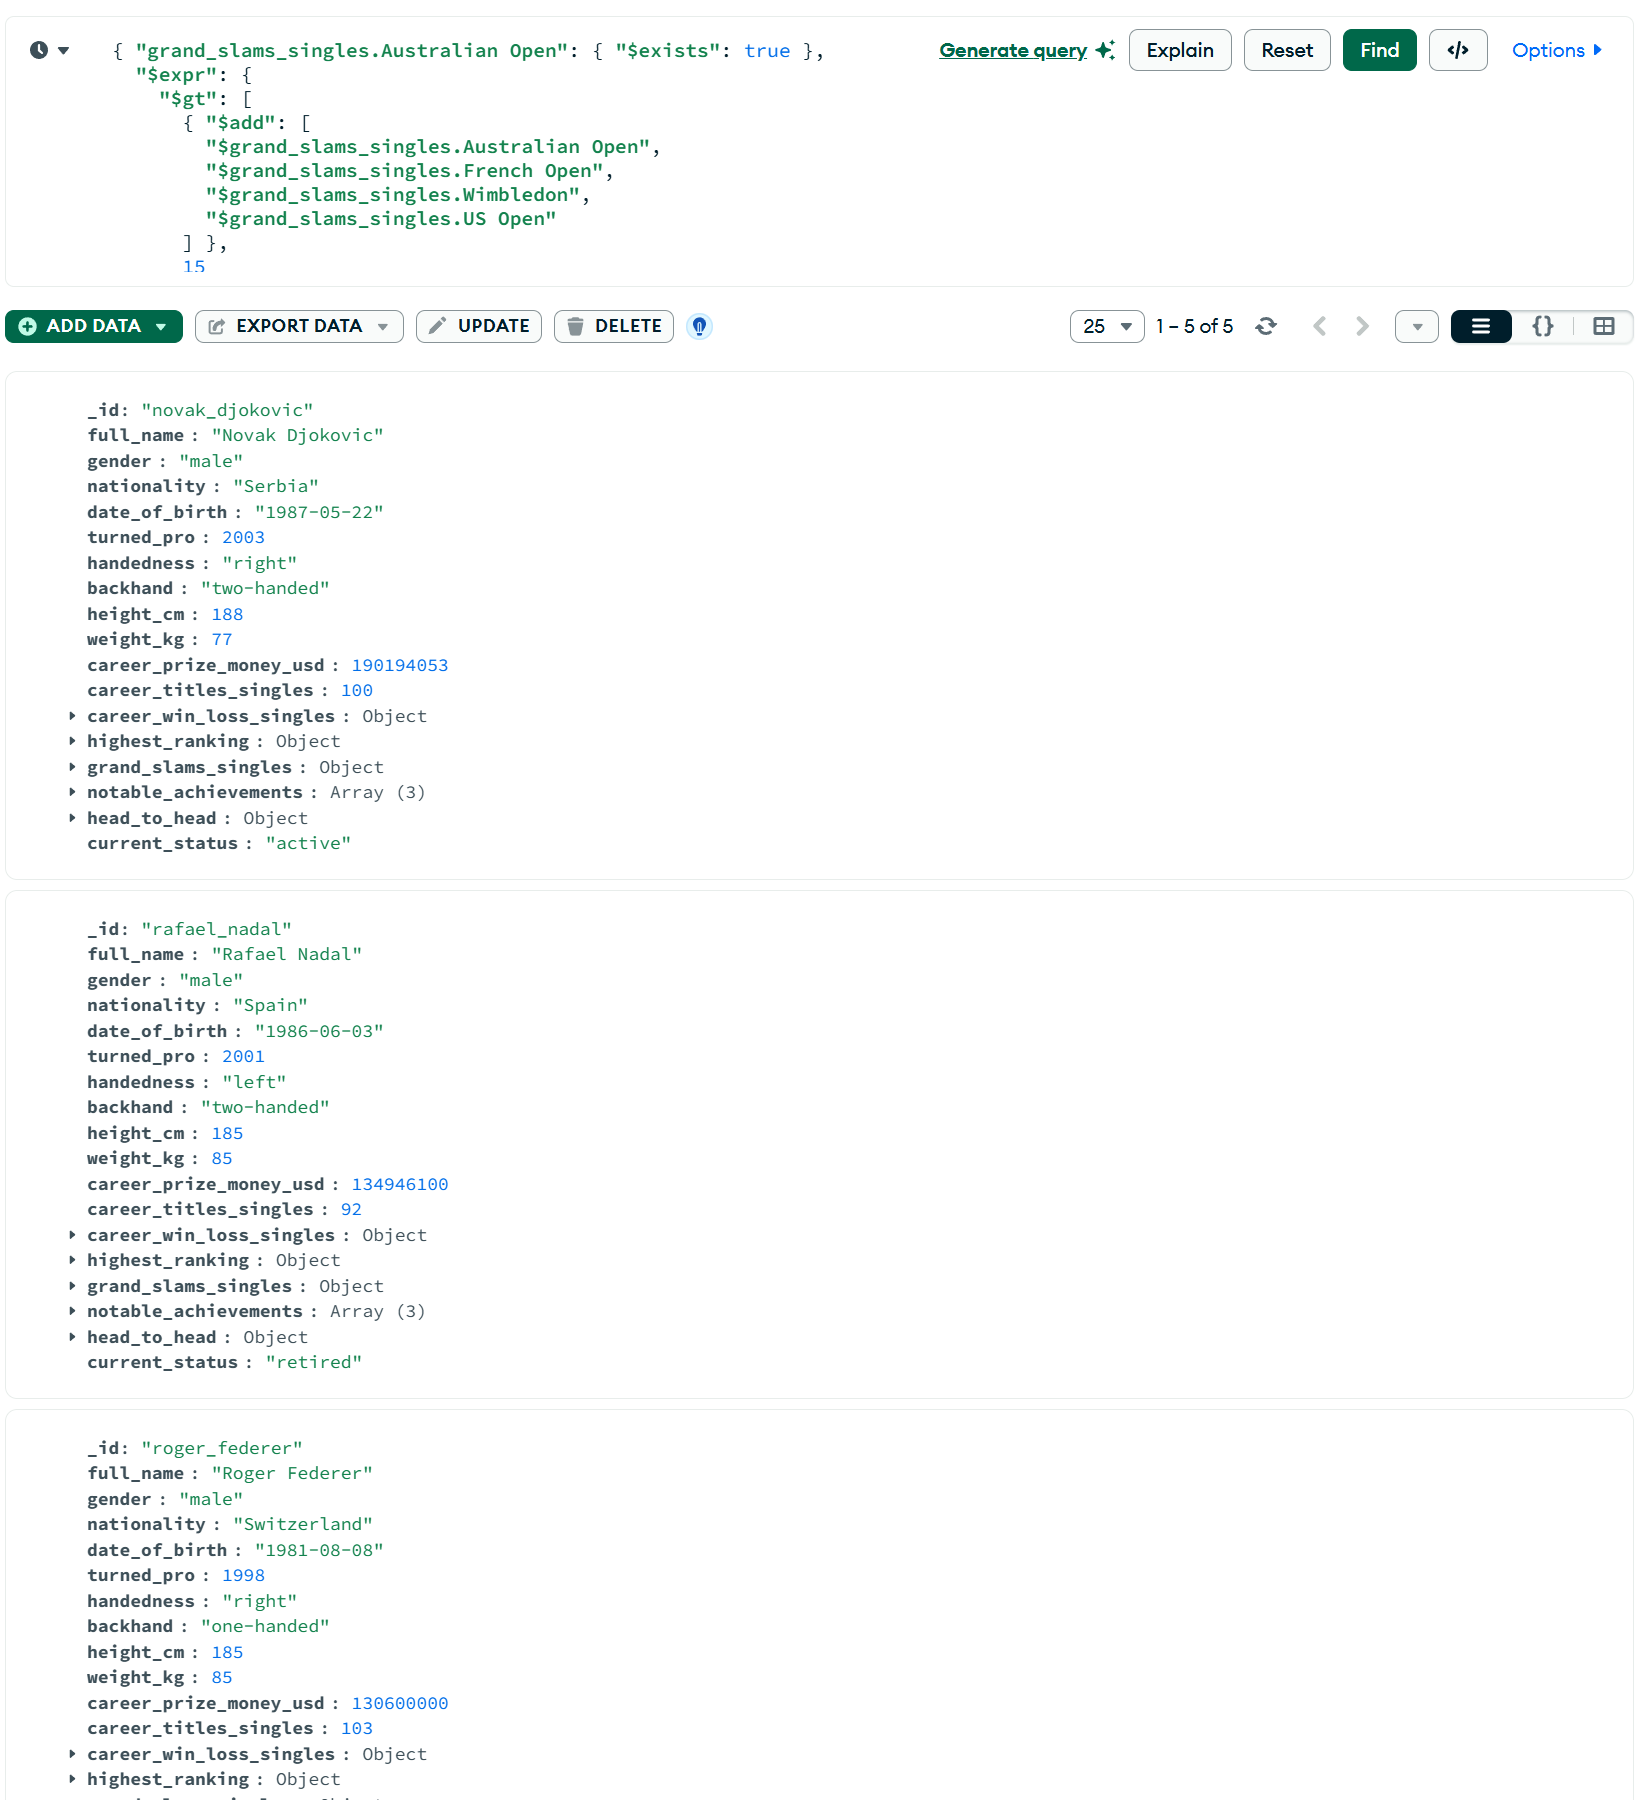 { "grand_slams_singles.Australian Open": { "$exists": true },
"$expr": {
"$gt": [
{ "$add": [
"$grand_slams_singles.Australian Open",
"$grand_slams_singles.French Open",
"$grand_slams_singles.Wimbledon",
"$grand_slams_singles.US Open"
] },
15
Generate query Explain Reset Find </> Options
ADD DATA EXPORT DATA UPDATE DELETE 25 1 – 5 of 5 {}
_id: "novak_djokovic"
full_name : "Novak Djokovic"
gender : "male"
nationality : "Serbia"
date_of_birth : "1987-05-22"
turned_pro : 2003
handedness : "right"
backhand : "two-handed"
height_cm : 188
weight_kg : 77
career_prize_money_usd : 190194053
career_titles_singles : 100
career_win_loss_singles : Object
highest_ranking : Object
grand_slams_singles : Object
notable_achievements : Array (3)
head_to_head : Object
current_status : "active"
_id: "rafael_nadal"
full_name : "Rafael Nadal"
gender : "male"
nationality : "Spain"
date_of_birth : "1986-06-03"
turned_pro : 2001
handedness : "left"
backhand : "two-handed"
height_cm : 185
weight_kg : 85
career_prize_money_usd : 134946100
career_titles_singles : 92
career_win_loss_singles : Object
highest_ranking : Object
grand_slams_singles : Object
notable_achievements : Array (3)
head_to_head : Object
current_status : "retired"
_id: "roger_federer"
full_name : "Roger Federer"
gender : "male"
nationality : "Switzerland"
date_of_birth : "1981-08-08"
turned_pro : 1998
handedness : "right"
backhand : "one-handed"
height_cm : 185
weight_kg : 85
career_prize_money_usd : 130600000
career_titles_singles : 103
career_win_loss_singles : Object
highest_ranking : Object